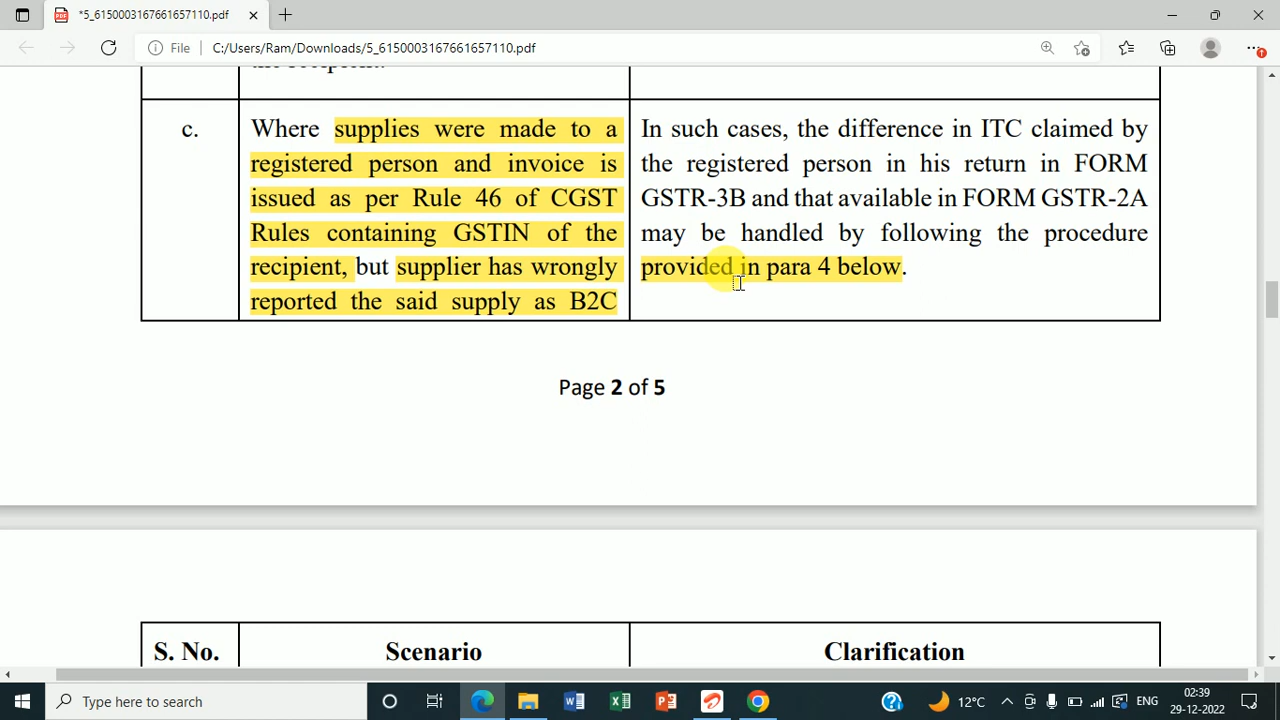 *5_6150003167661657110.pdf
File
C:/Users/Ram/Downloads/5_6150003167661657110.pdf
c.
Where supplies were made to a
registered person and invoice is
issued as per Rule 46 of CGST
Rules containing GSTIN of the
recipient, but supplier has wrongly
reported the said supply as B2C
In such cases, the difference in ITC claimed by
the registered person in his return in FORM
GSTR-3B and that available in FORM GSTR-2A
may be handled by following the procedure
provided in para 4 below.
Page 2 of 5
S. No.
Scenario
Clarification
Type here to search
12°C
ENG
02:39
29-12-2022